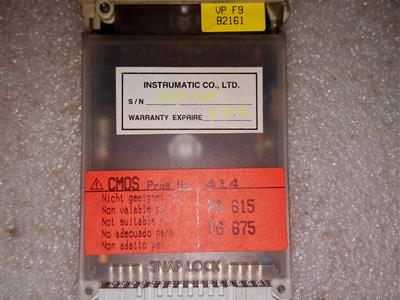 VP F9
B2161
INSTRUMATIC CO., LTD.
S/N
WARRANTY EXPRIRE
CMOS Prog Nr. 414
Nicht geeignet
Non valable PG 615
Not suitable PG 675
No adecuado para
Non adatto per
SNAP LOCK